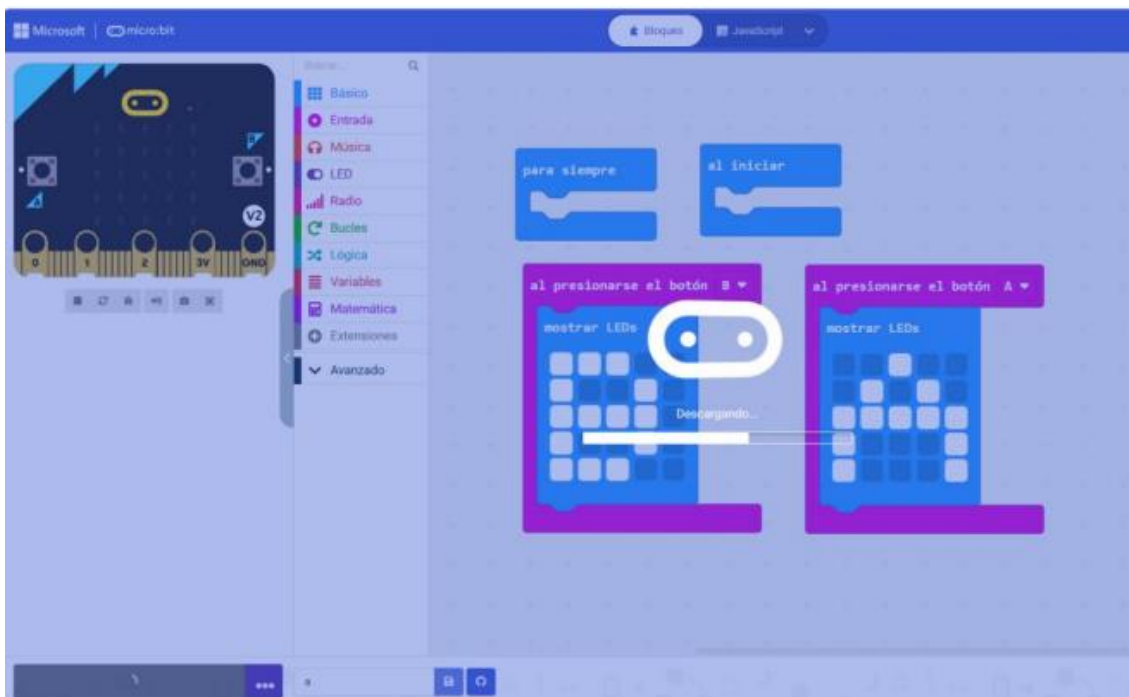 Microsoft | micro:bit
Bloques
JavaScript
Buscar...
Básico
Entrada
Música
LED
Radio
Bucles
Lógica
Variables
Matemática
Extensiones
Avanzado
A
B
V2
0 1 2 3V GND
para siempre
al iniciar
al presionarse el botón B
mostrar LEDs
al presionarse el botón A
mostrar LEDs
Descargando...